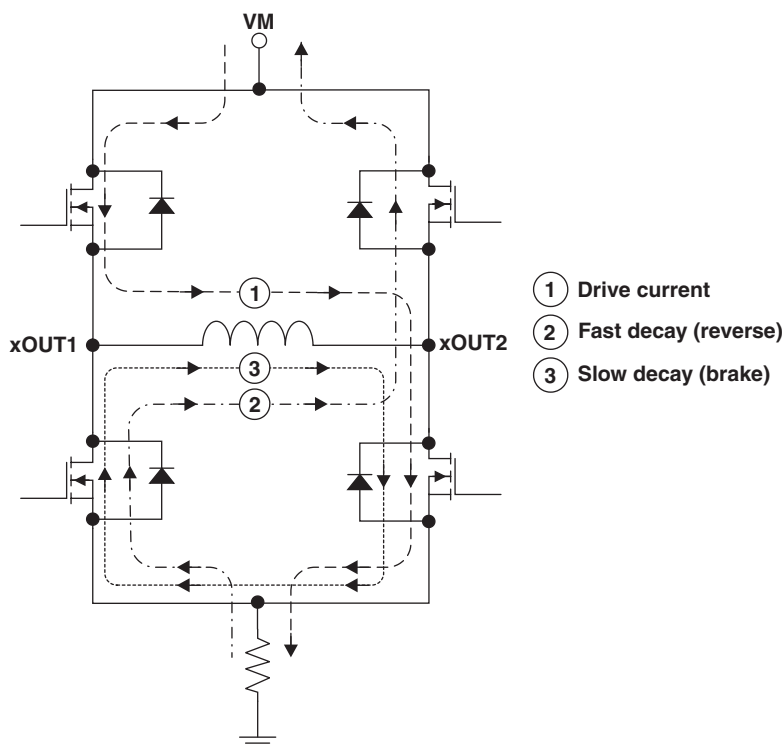 VM
1
xOUT1
xOUT2
3
2
1 Drive current
2 Fast decay (reverse)
3 Slow decay (brake)